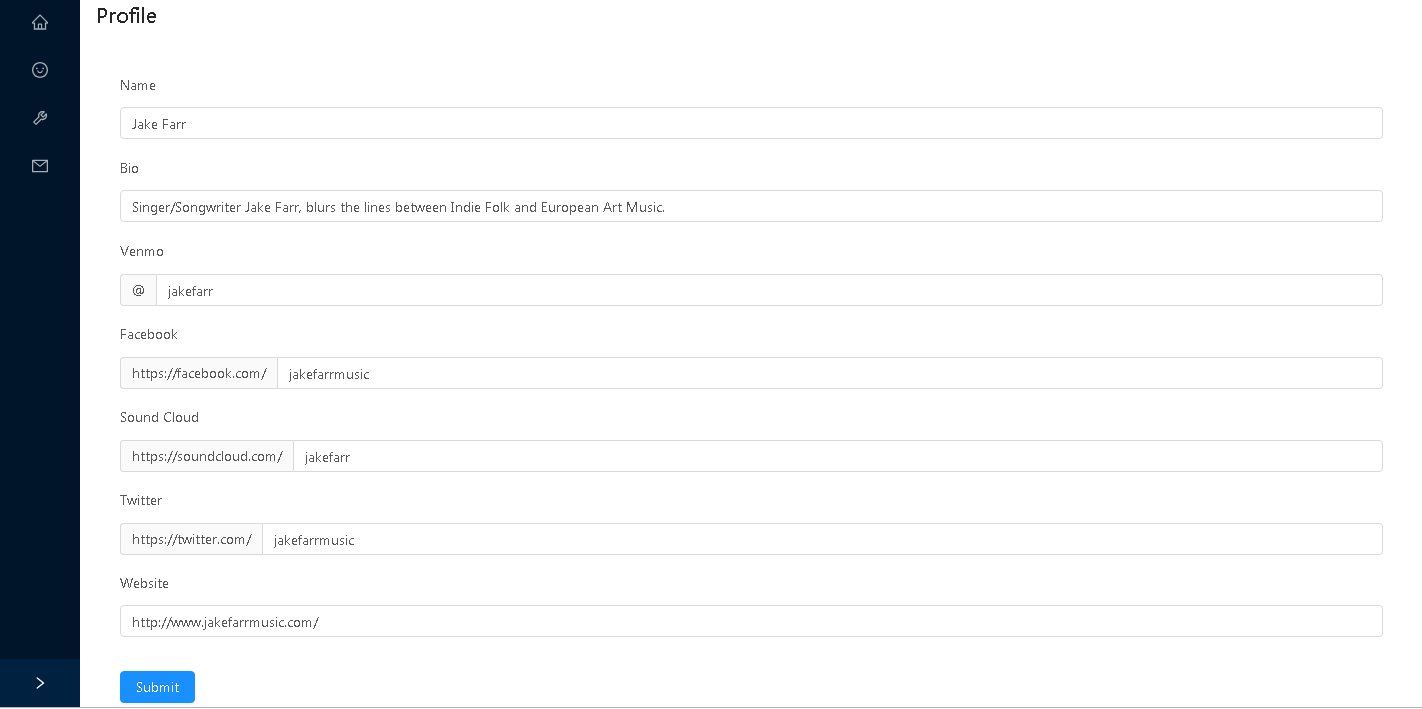 Profile
Name
Jake Farr
Bio
Singer/Songwriter Jake Farr, blurs the lines between Indie Folk and European Art Music.
Venmo
@ jakefarr
Facebook
https://facebook.com/ jakefarrmusic
Sound Cloud
https://soundcloud.com/ jakefarr
Twitter
https://twitter.com/ jakefarrmusic
Website
http://www.jakefarrmusic.com/
Submit